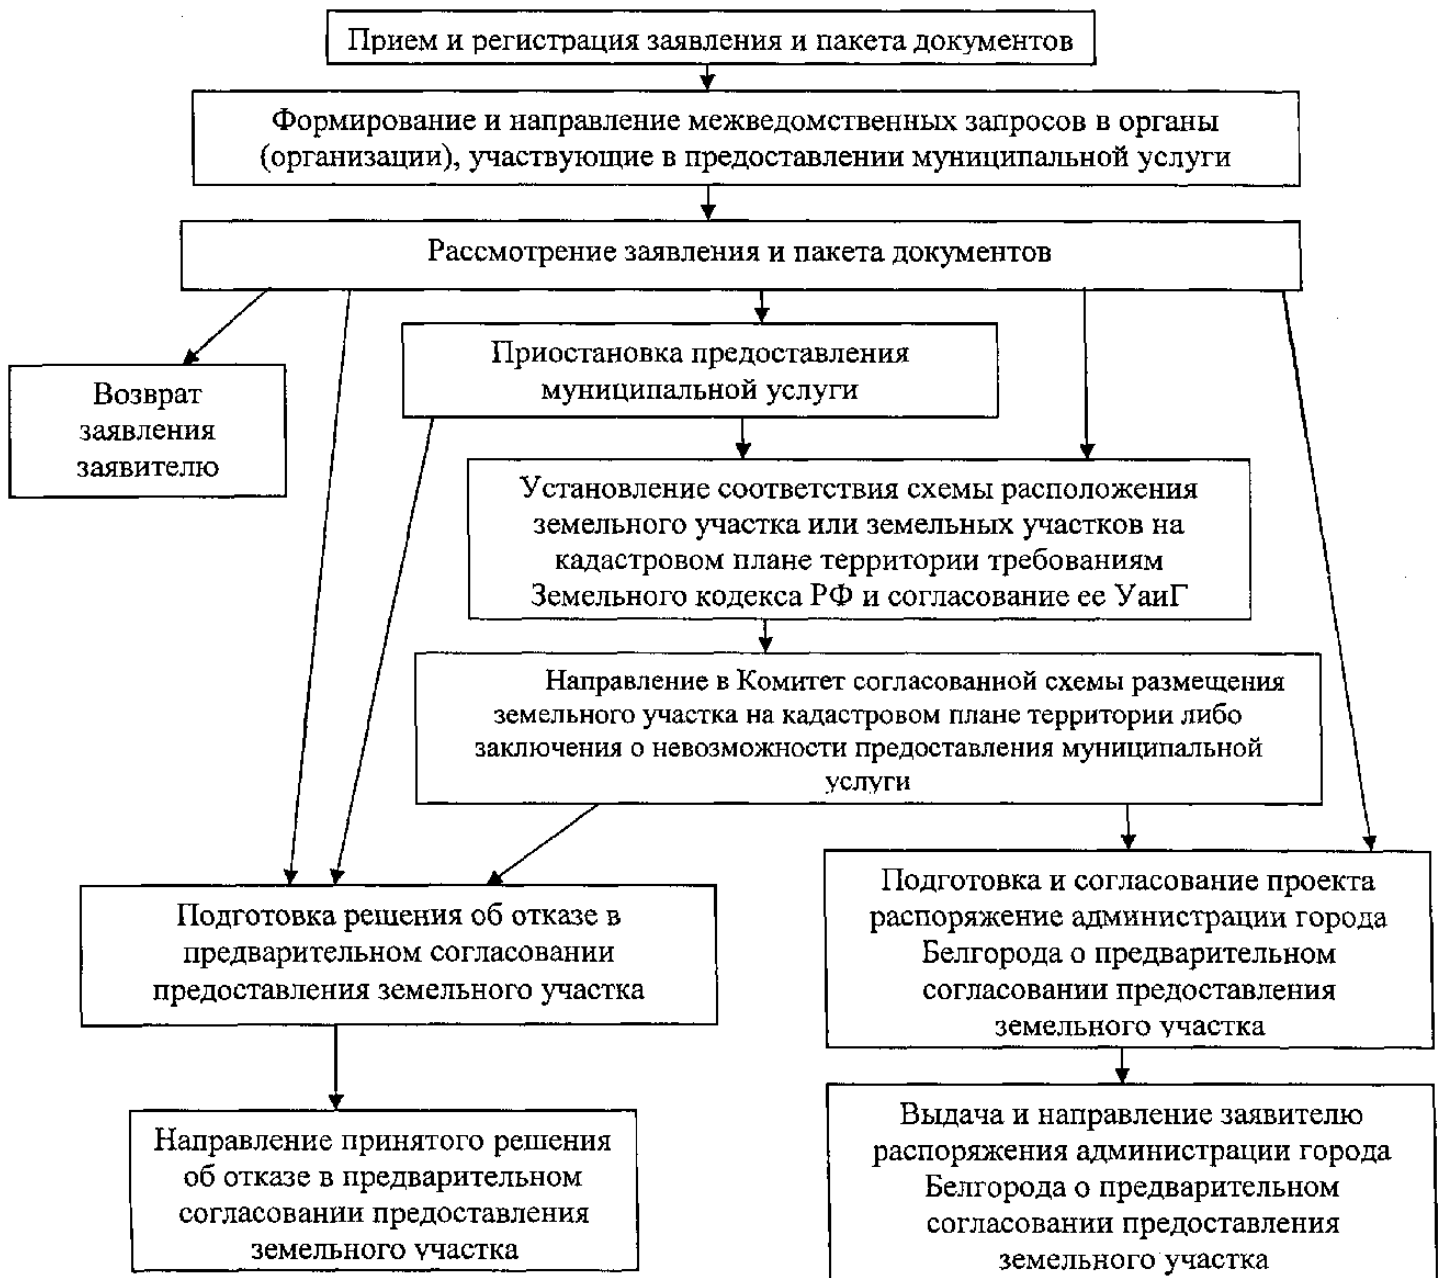 Прием и регистрация заявления и пакета документов
Формирование и направление межведомственных запросов в органы
(организации), участвующие в предоставлении муниципальной услуги
Рассмотрение заявления и пакета документов
Приостановка предоставления
муниципальной услуги
Возврат
заявления
заявителю
Установление соответствия схемы расположения
земельного участка или земельных участков на
кадастровом плане территории требованиям
Земельного кодекса РФ и согласование ее УаиГ
Направление в Комитет согласованной схемы размещения
земельного участка на кадастровом плане территории либо
заключения о невозможности предоставления муниципальной
услуги
Подготовка решения об отказе в
предварительном согласовании
предоставления земельного участка
Подготовка и согласование проекта
распоряжение администрации города
Белгорода о предварительном
согласовании предоставления
земельного участка
Направление принятого решения
об отказе в предварительном
согласовании предоставления
земельного участка
Выдача и направление заявителю
распоряжения администрации города
Белгорода о предварительном
согласовании предоставления
земельного участка